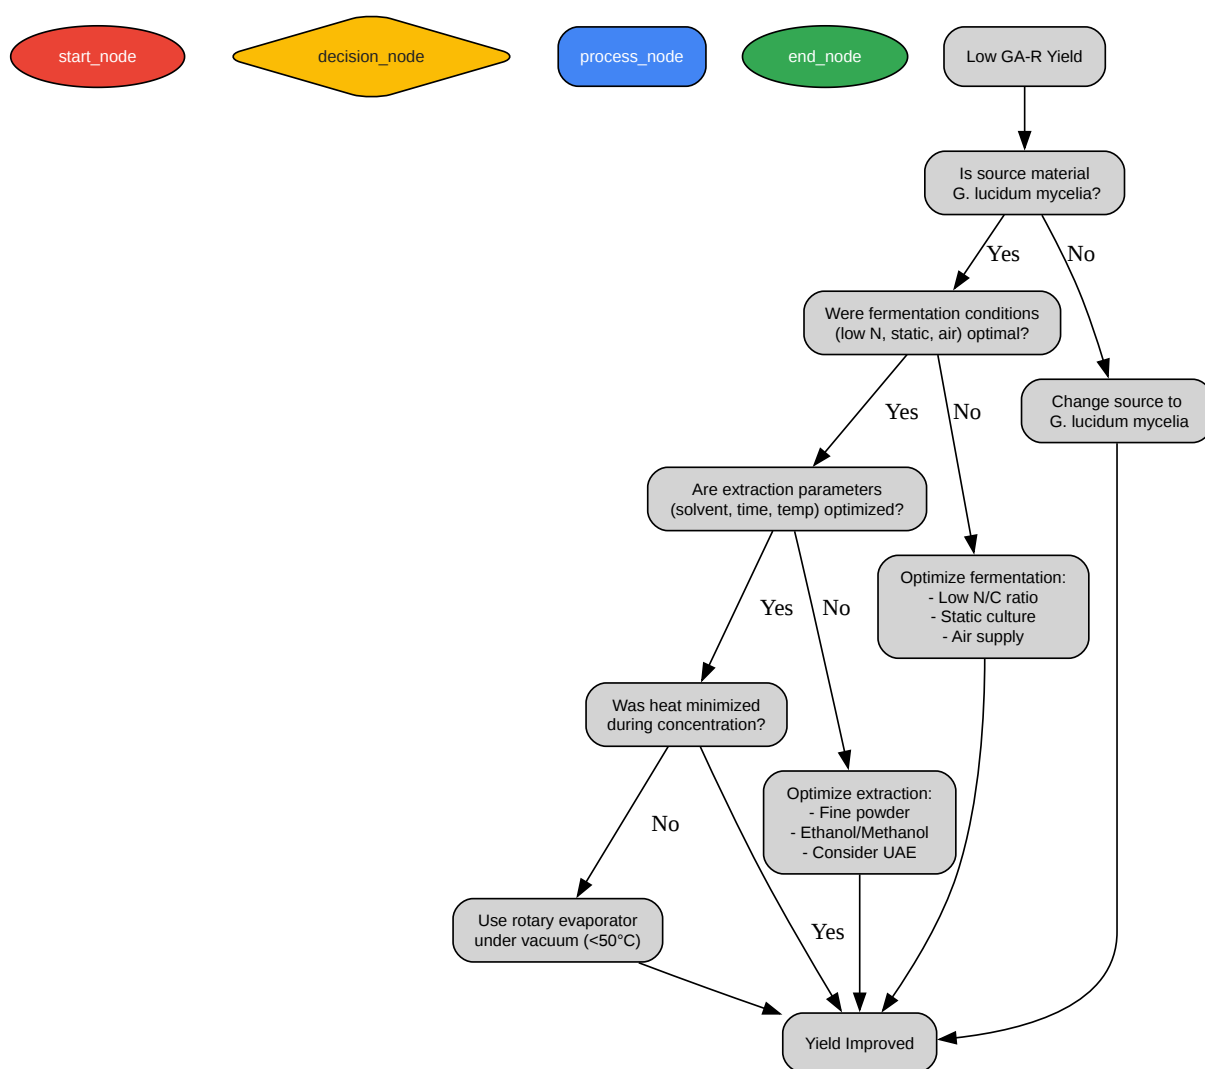 start_node
decision_node
process_node
end_node
Low GA-R Yield
Is source material
G. lucidum mycelia?
Yes
No
Were fermentation conditions
(low N, static, air) optimal?
Yes
No
Change source to
G. lucidum mycelia
Are extraction parameters
(solvent, time, temp) optimized?
Yes
No
Optimize fermentation:
- Low N/C ratio
- Static culture
- Air supply
Was heat minimized
during concentration?
No
Yes
Optimize extraction:
- Fine powder
- Ethanol/Methanol
- Consider UAE
Use rotary evaporator
under vacuum (<50°C)
Yield Improved